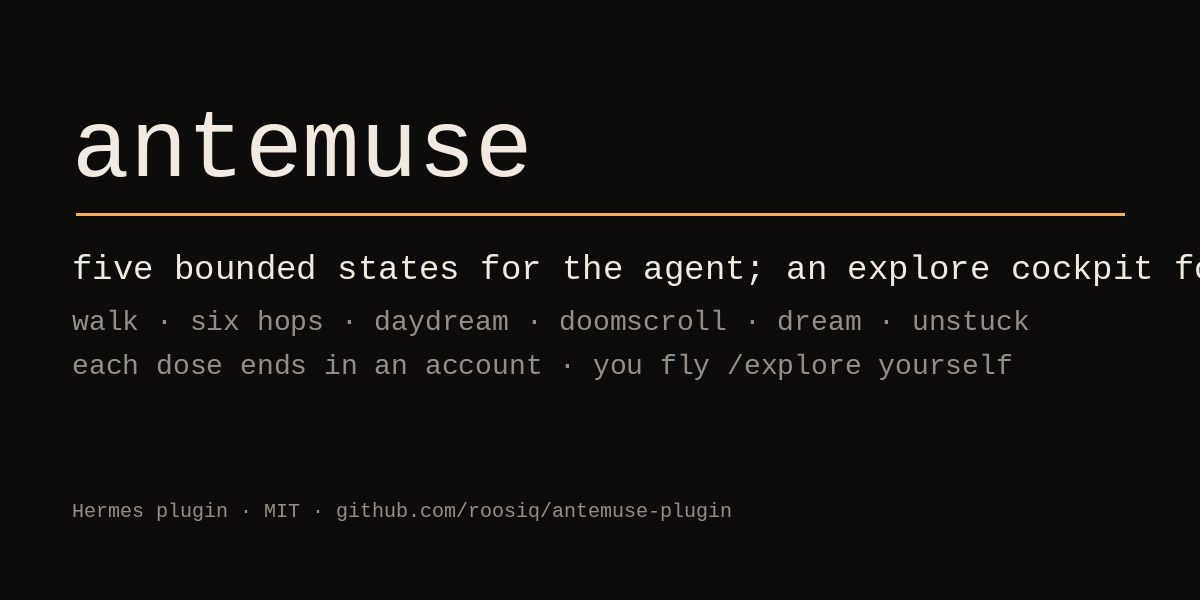 antemuse
five bounded states for the agent; an explore cockpit
walk · six hops · daydream · doomscroll · dream · unstuck
each dose ends in an account · you fly /explore yourself
Hermes plugin · MIT · github.com/roosiq/antemuse-plugin